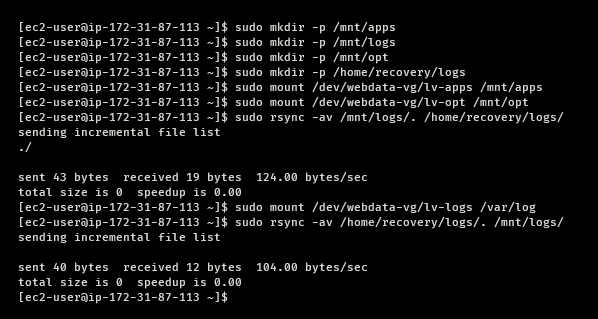 [ec2-user@ip-172-31-87-113 ~]$ sudo mkdir -p /mnt/apps
[ec2-user@ip-172-31-87-113 ~]$ sudo mkdir -p /mnt/logs
[ec2-user@ip-172-31-87-113 ~]$ sudo mkdir -p /mnt/opt
[ec2-user@ip-172-31-87-113 ~]$ sudo mkdir -p /home/recovery/logs
[ec2-user@ip-172-31-87-113 ~]$ sudo mount /dev/webdata-vg/lv-apps /mnt/apps
[ec2-user@ip-172-31-87-113 ~]$ sudo mount /dev/webdata-vg/lv-opt /mnt/opt
[ec2-user@ip-172-31-87-113 ~]$ sudo rsync -av /mnt/logs/. /home/recovery/logs/
sending incremental file list
./
sent 43 bytes  received 19 bytes  124.00 bytes/sec
total size is 0  speedup is 0.00
[ec2-user@ip-172-31-87-113 ~]$ sudo mount /dev/webdata-vg/lv-logs /var/log
[ec2-user@ip-172-31-87-113 ~]$ sudo rsync -av /home/recovery/logs/. /mnt/logs/
sending incremental file list
sent 40 bytes  received 12 bytes  104.00 bytes/sec
total size is 0  speedup is 0.00
[ec2-user@ip-172-31-87-113 ~]$